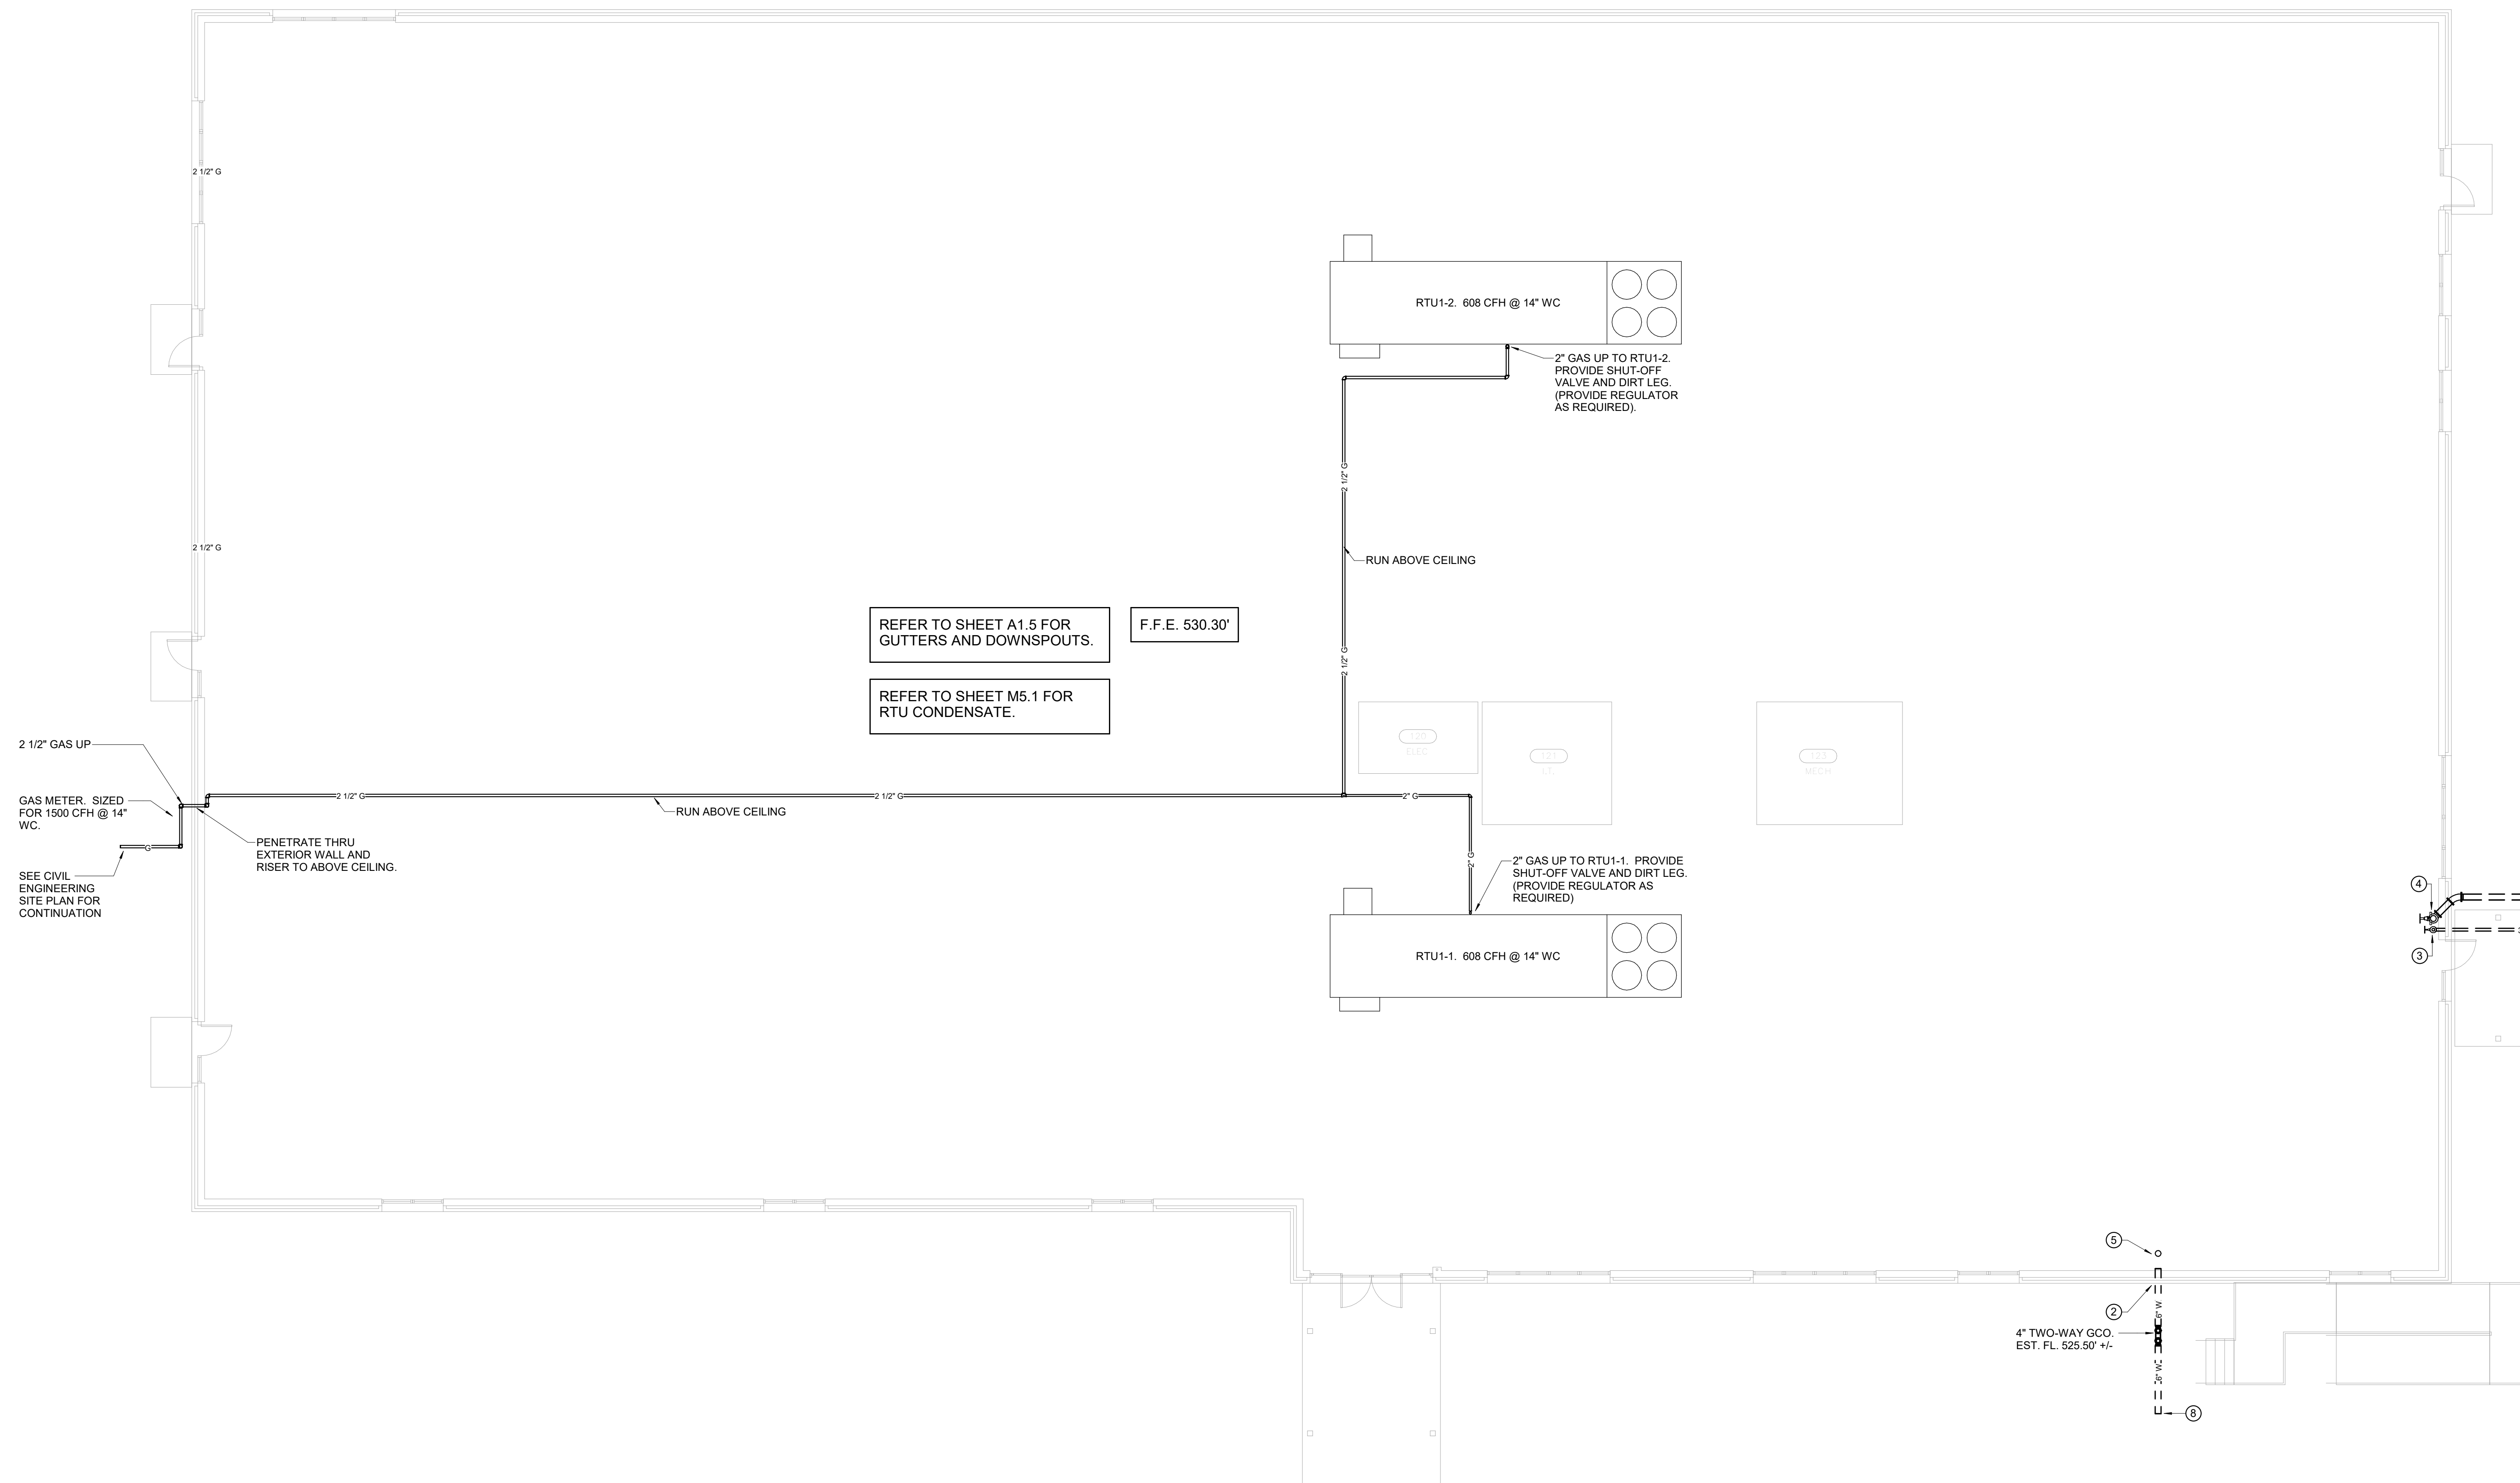 2 1/2" G
RTU1-2.  608 CFH @ 14" WC
2" GAS UP TO RTU1-2.
PROVIDE SHUT-OFF
VALVE AND DIRT LEG.
(PROVIDE REGULATOR
AS REQUIRED).
2 1/2" G
2 1/2" G
RUN ABOVE CEILING
REFER TO SHEET A1.5 FOR
GUTTERS AND DOWNSPOUTS.
F.F.E. 530.30'
2 1/2" G
REFER TO SHEET M5.1 FOR
RTU CONDENSATE.
120
ELEC
121
I.T.
123
MECH
2 1/2" GAS UP
GAS METER.  SIZED
FOR 1500 CFH @ 14"
WC.
2 1/2" G
2 1/2" G
2" G
RUN ABOVE CEILING
PENETRATE THRU
EXTERIOR WALL AND
RISER TO ABOVE CEILING.
G
SEE CIVIL
ENGINEERING
SITE PLAN FOR
CONTINUATION
2" G
2" GAS UP TO RTU1-1.  PROVIDE
SHUT-OFF VALVE AND DIRT LEG.
(PROVIDE REGULATOR AS
REQUIRED)
RTU1-1.  608 CFH @ 14" WC
4
3
5
2
6" W
4" TWO-WAY GCO.
EST. FL. 525.50' +/-
6" W
8